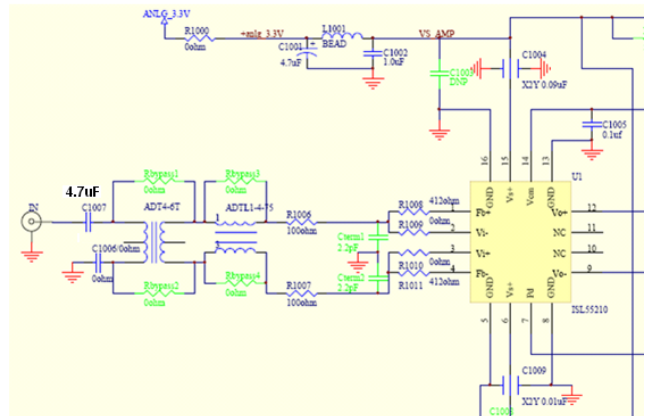 ANLG_3.3V
R1000
0ohm
+anlg_3.3V
L1001
BEAD
VS_AMP
C1001
4.7uF
C1002
1.0uF
C1003
DNP
C1004
X2Y 0.09uF
C1005
0.1uf
16
15
14
13
GND
Vs+
Vcm
GND
U1
4.7uF
IN
C1007
Rbypass1
0ohm
Rbypass3
0ohm
ADT4-6T
ADTL1-4-75
1
R1006
100ohm
R1008
412ohm
R1009
0ohm
Cterm1
2.2pF
Cterm2
2.2pF
C1006/0ohm
0ohm
Rbypass2
0ohm
Rbypass4
0ohm
R1007
100ohm
0ohm
R1010
R1011
412ohm
1
Fb+
2
Vi-
3
Vi+
4
Fb-
Vo+
12
NC
11
NC
10
Vo-
9
GND
Vs+
Pd
GND
ISL55210
5
6
7
8
C1009
X2Y 0.01uF